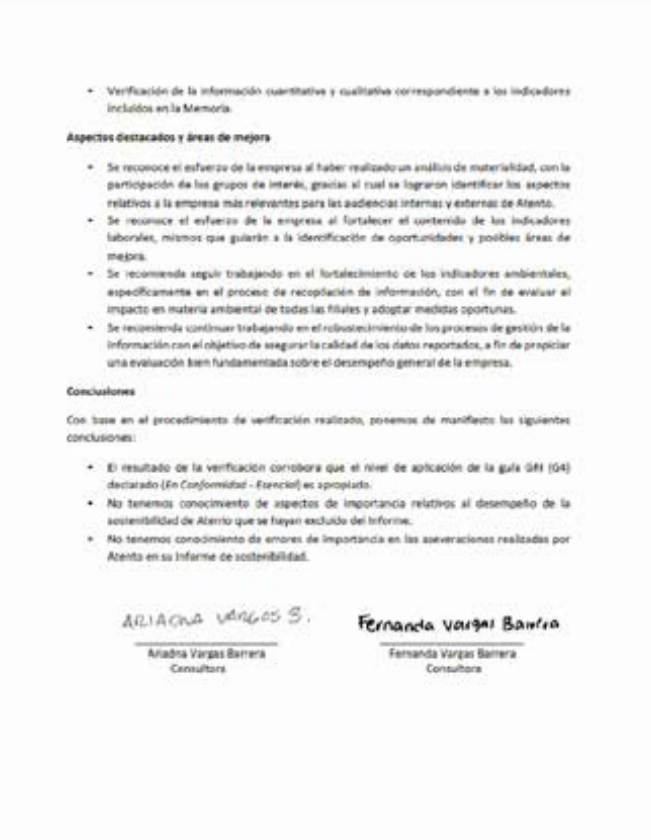 • Verificación de la información cuantitativa y cualitativa correspondiente a los indicadores
incluidos en la Memoria.
Aspectos destacados y áreas de mejora
• Se reconoce el esfuerzo de la empresa al haber realizado un análisis de materialidad, con la
participación de los grupos de interés, gracias al cual se lograron identificar los aspectos
relativos a la empresa más relevantes para las audiencias internas y externas de Atento.
• Se reconoce el esfuerzo de la empresa al fortalecer el contenido de los indicadores
laborales, mismos que guiarán a la identificación de oportunidades y posibles áreas de
mejora.
• Se recomienda seguir trabajando en el fortalecimiento de los indicadores ambientales,
específicamente en el proceso de recopilación de información, con el fin de evaluar el
impacto en materia ambiental de todas las filiales y adoptar medidas oportunas.
• Se recomienda continuar trabajando en el robustecimiento de los procesos de gestión de la
información con el objetivo de asegurar la calidad de los datos reportados, a fin de propiciar
una evaluación bien fundamentada sobre el desempeño general de la empresa.
Conclusiones
Con base en el procedimiento de verificación realizado, ponemos de manifiesto las siguientes
conclusiones:
• El resultado de la verificación corrobora que el nivel de aplicación de la guía GRI (G4)
declarado (En Conformidad - Esencial) es apropiado.
• No tenemos conocimiento de aspectos de importancia relativos al desempeño de la
sostenibilidad de Atento que se hayan excluido del Informe.
• No tenemos conocimiento de errores de importancia en las aseveraciones realizadas por
Atento en su Informe de sostenibilidad.
ARIADNA VARGAS B. Fernanda Vargas Barrera
Ariadna Vargas Barrera Fernanda Vargas Barrera
Consultora Consultora